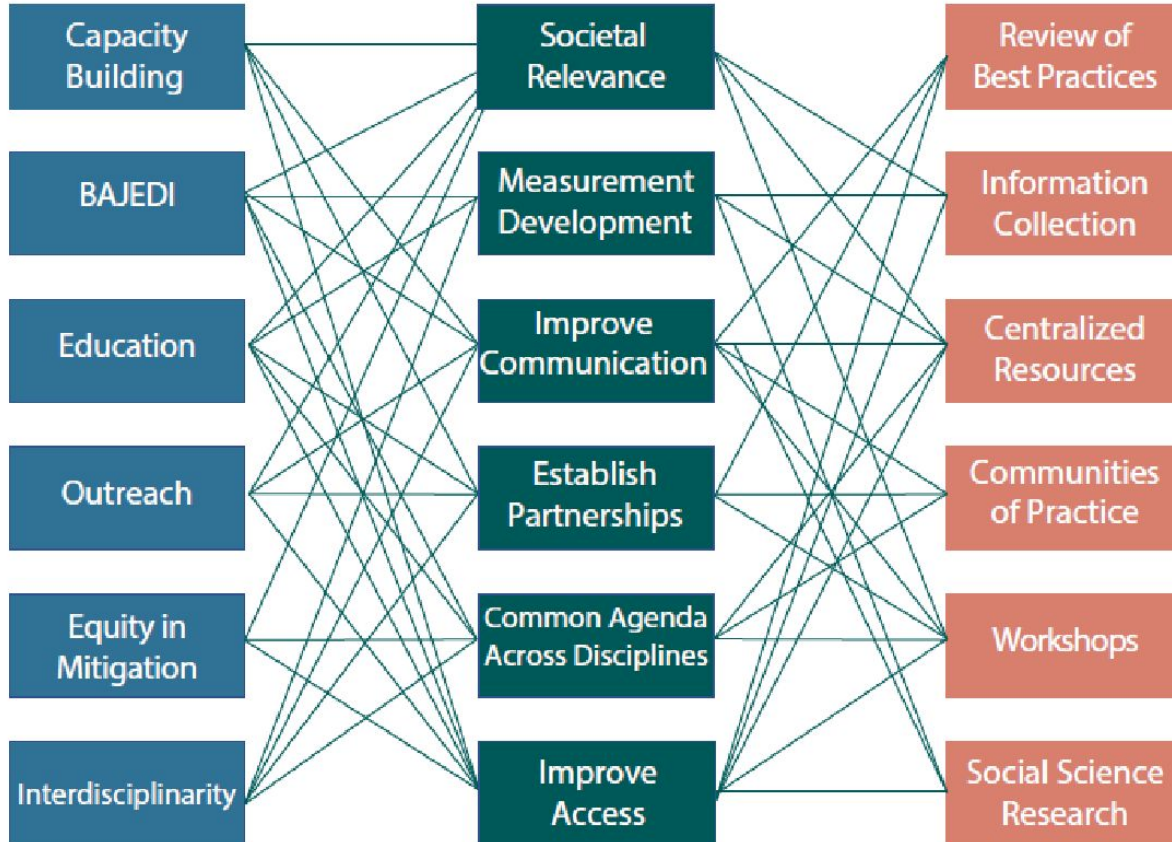 Capacity
Building
BAJEDI
Education
Outreach
Equity in
Mitigation
Interdisciplinarity
Societal
Relevance
Measurement
Development
Improve
Communication
Establish
Partnerships
Common Agenda
Across Disciplines
Improve
Access
Review of
Best Practices
Information
Collection
Centralized
Resources
Communities
of Practice
Workshops
Social Science
Research